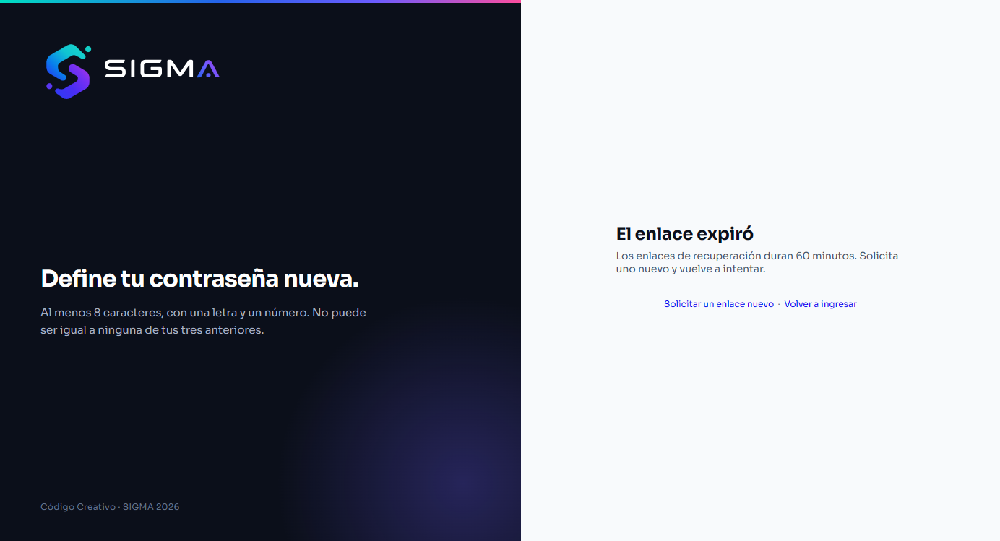 SIGMA
Define tu contraseña nueva.
Al menos 8 caracteres, con una letra y un número. No puede
ser igual a ninguna de tus tres anteriores.
Código Creativo · SIGMA 2026
El enlace expiró
Los enlaces de recuperación duran 60 minutos. Solicita
uno nuevo y vuelve a intentar.
Solicitar un enlace nuevo · Volver a ingresar